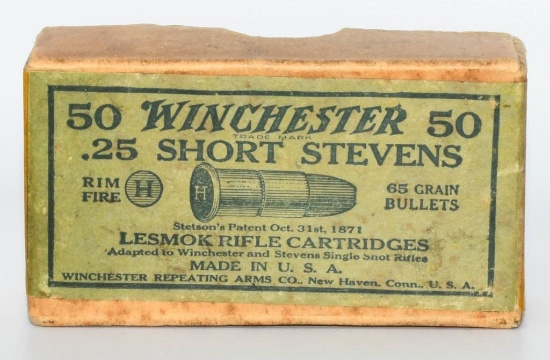 50 WINCHESTER 50
TRADE MARK
.25 SHORT STEVENS
RIM FIRE H H 65 GRAIN BULLETS
Stetson's Patent Oct. 31st, 1871
LESMOK RIFLE CARTRIDGES
Adapted to Winchester and Stevens Single Shot Rifles
MADE IN U. S. A.
WINCHESTER REPEATING ARMS CO., New Haven, Conn., U. S. A.